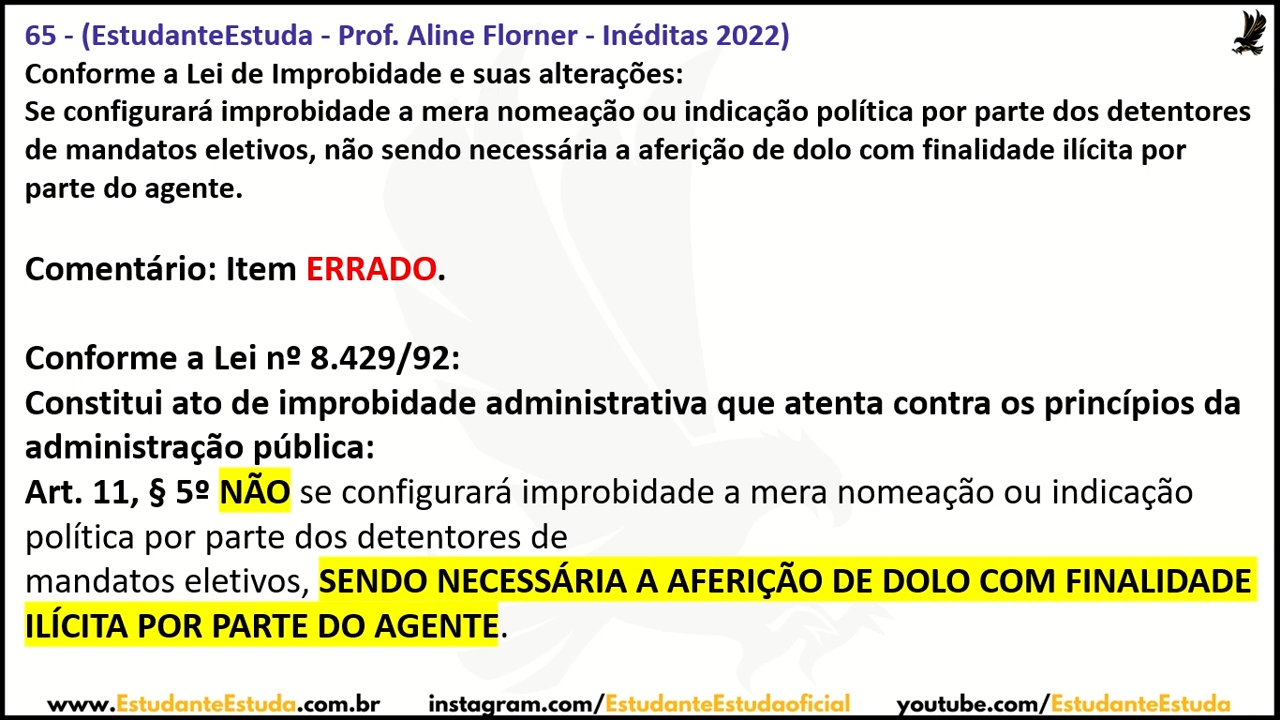 65 - (EstudanteEstuda - Prof. Aline Florner - Inéditas 2022)
Conforme a Lei de Improbidade e suas alterações:
Se configurará improbidade a mera nomeação ou indicação política por parte dos detentores
de mandatos eletivos, não sendo necessária a aferição de dolo com finalidade ilícita por
parte do agente.
Comentário: Item ERRADO.
Conforme a Lei nº 8.429/92:
Constitui ato de improbidade administrativa que atenta contra os princípios da
administração pública:
Art. 11, § 5º NÃO se configurará improbidade a mera nomeação ou indicação
política por parte dos detentores de
mandatos eletivos, SENDO NECESSÁRIA A AFERIÇÃO DE DOLO COM FINALIDADE
ILÍCITA POR PARTE DO AGENTE.
www.EstudanteEstuda.com.br instagram.com/EstudanteEstudaoficial youtube.com/EstudanteEstuda